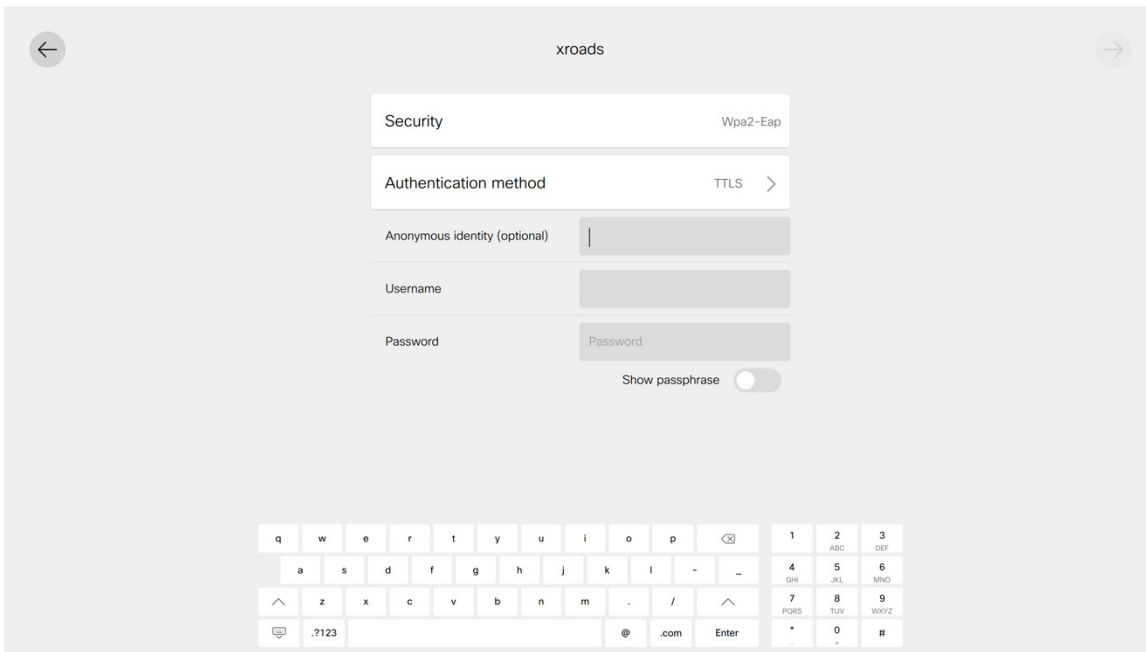 xroads
Security Wpa2-Eap
Authentication method TTLS
Anonymous identity (optional)
Username
Password Password
Show passphrase
q w e r t y u i o p 1 2 ABC 3 DEF
a s d f g h j k l - _ 4 GHI 5 JKL 6 MNO
z x c v b n m . / 7 PQRS 8 TUV 9 WXYZ
.?123 @ .com Enter * . 0 + #